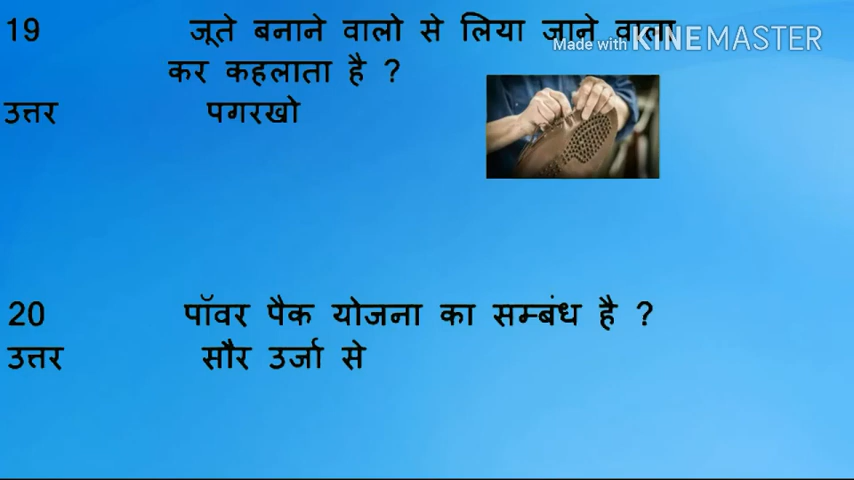 19 जूते बनाने वालो से लिया जाने वाला
Made with KINEMASTER
कर कहलाता है ?
उत्तर पगरखो
20 पॉवर पैक योजना का सम्बंध है ?
उत्तर सौर उर्जा से